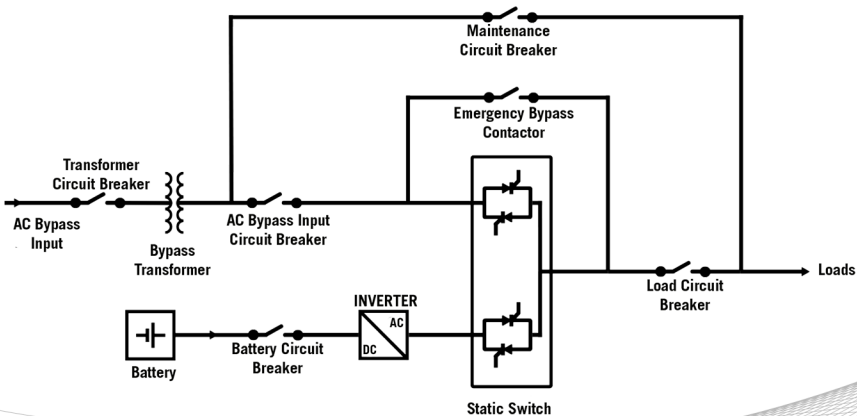 Maintenance
Circuit Breaker
Emergency Bypass
Contactor
Transformer
Circuit Breaker
AC Bypass
Input
Bypass
Transformer
AC Bypass Input
Circuit Breaker
Load Circuit
Breaker
Loads
INVERTER
AC
DC
Battery
Battery Circuit
Breaker
Static Switch